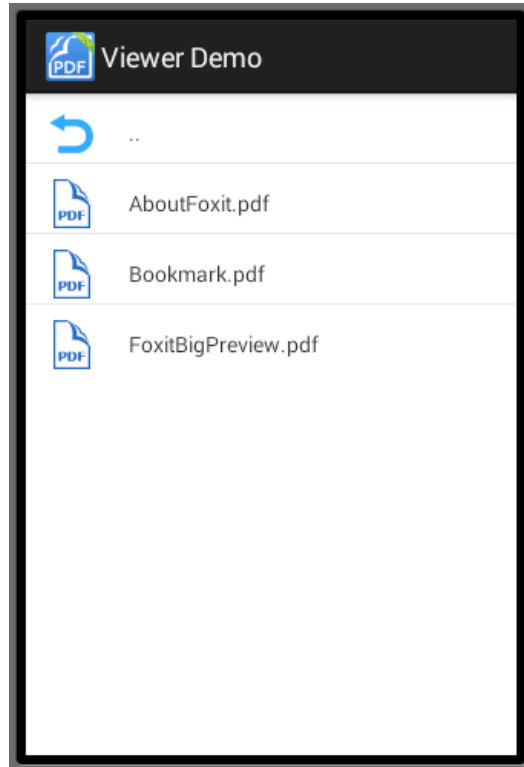 PDF Viewer Demo
..
PDF AboutFoxit.pdf
PDF Bookmark.pdf
PDF FoxitBigPreview.pdf